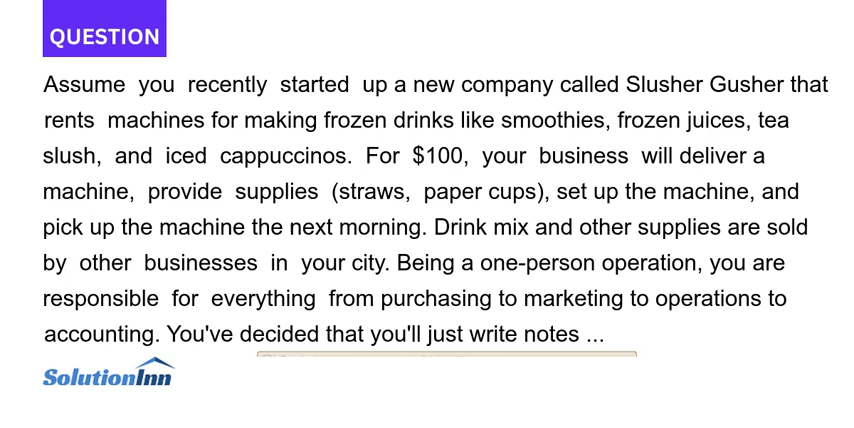 QUESTION
Assume you recently started up a new company called Slusher Gusher that
rents machines for making frozen drinks like smoothies, frozen juices, tea
slush, and iced cappuccinos. For $100, your business will deliver a
machine, provide supplies (straws, paper cups), set up the machine, and
pick up the machine the next morning. Drink mix and other supplies are sold
by other businesses in your city. Being a one-person operation, you are
responsible for everything from purchasing to marketing to operations to
accounting. You've decided that you'll just write notes ...
SolutionInn